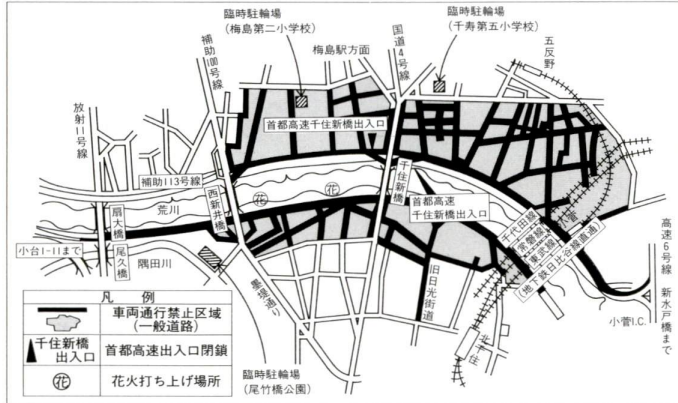 臨時駐輪場
(梅島第二小学校)
臨時駐輪場
(千寿第五小学校)
補助100号線
梅島駅方面
国道4号線
五反野
放射11号線
首都高速千住新橋出入口
補助113号線
西新井橋
千住新橋
荒川
花
花
首都高速
千住新橋出入口
扇大橋
小台1-11まで
尾久橋
隅田川
千代田線
常磐線
東武線
(地下鉄日比谷線直通)
小菅
高速6号線 新水戸橋まで
墨堤通り
旧日光街道
小菅I.C.
北千住
凡例
車両通行禁止区域
(一般道路)
千住新橋
出入口
首都高速出入口閉鎖
花
花火打ち上げ場所
臨時駐輪場
(尾竹橋公園)